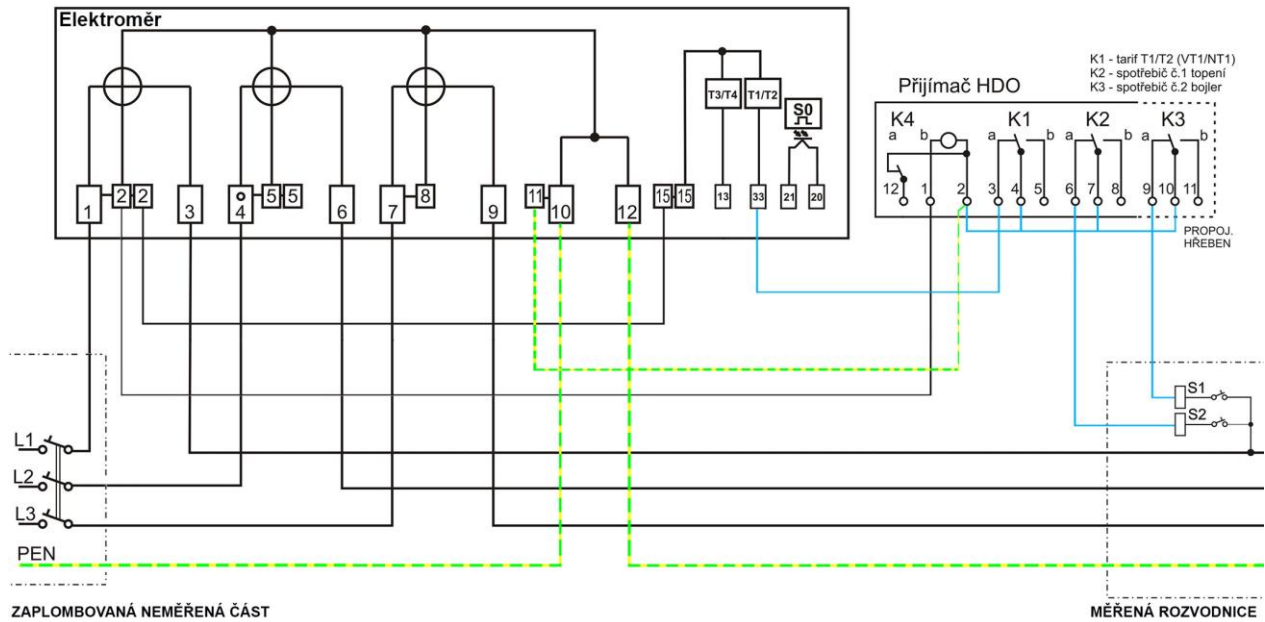 Elektroměr
K1 - tarif T1/T2 (VT1/NT1)
K2 - spotřebič č.1 topení
K3 - spotřebič č.2 bojler
Přijímač HDO
T3/T4 T1/T2
S0
K4 K1 K2 K3
a b a b a b a b
1 2 2 3 4 5 5 6 7 8 9 11 10 12 15 15 13 33 21 20
12 1 2 3 4 5 6 7 8 9 10 11
PROPOJ.
HŘEBEN
S1
S2
L1
L2
L3
PEN
ZAPLOMBOVANÁ NEMĚŘENÁ ČÁST
MĚŘENÁ ROZVODNICE